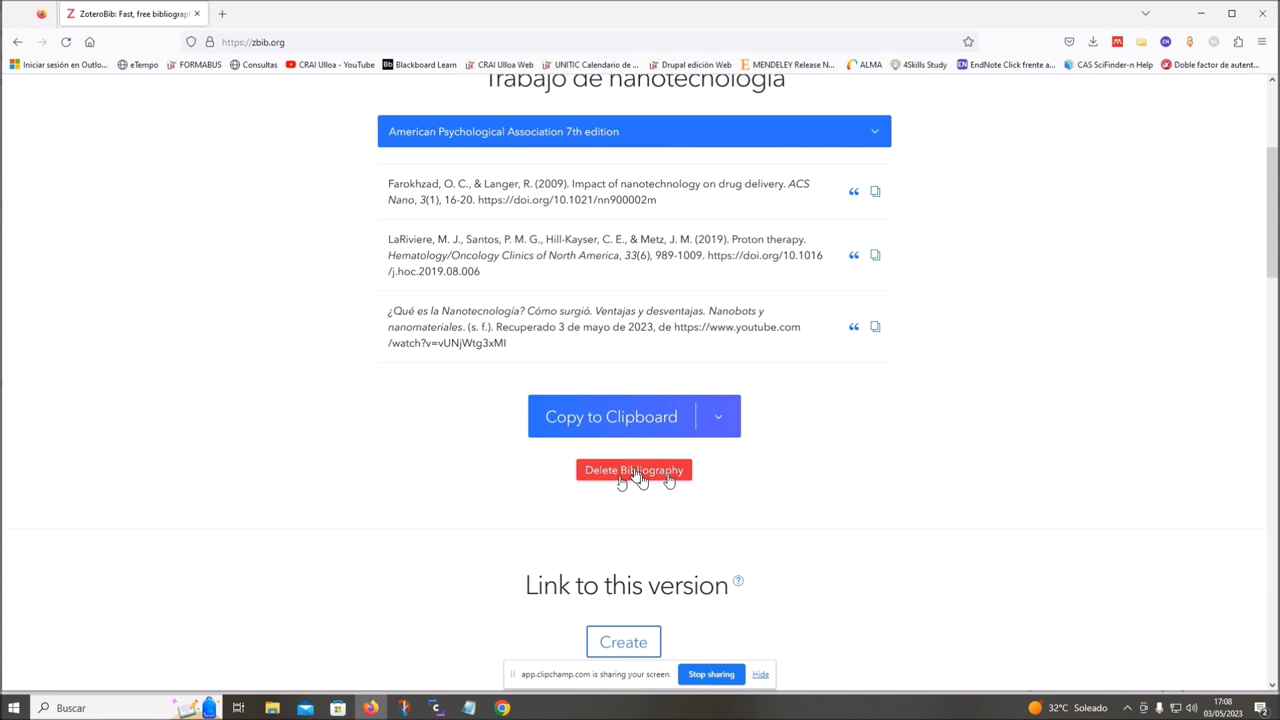 ZoteroBib: Fast, free bibliograph
https://zbib.org
Iniciar sesión en Outlo...
eTempo
FORMABUS
Consultas
CRAI Ulloa - YouTube
Blackboard Learn
CRAI Ulloa Web
UNITIC Calendario de ...
Drupal edición Web
MENDELEY Release N...
ALMA
4Skills Study
EndNote Click frente a...
CAS SciFinder-n Help
Doble factor de autent...
Trabajo de nanotecnología
American Psychological Association 7th edition
Farokhzad, O. C., & Langer, R. (2009). Impact of nanotechnology on drug delivery. ACS
Nano, 3(1), 16-20. https://doi.org/10.1021/nn900002m
LaRiviere, M. J., Santos, P. M. G., Hill-Kayser, C. E., & Metz, J. M. (2019). Proton therapy.
Hematology/Oncology Clinics of North America, 33(6), 989-1009. https://doi.org/10.1016
/j.hoc.2019.08.006
¿Qué es la Nanotecnología? Cómo surgió. Ventajas y desventajas. Nanobots y
nanomateriales. (s. f.). Recuperado 3 de mayo de 2023, de https://www.youtube.com
/watch?v=vUNjWtg3xMI
Copy to Clipboard
Delete Bibliography
Link to this version
Create
app.clipchamp.com is sharing your screen.
Stop sharing
Hide
Buscar
32°C Soleado
17:08
03/05/2023